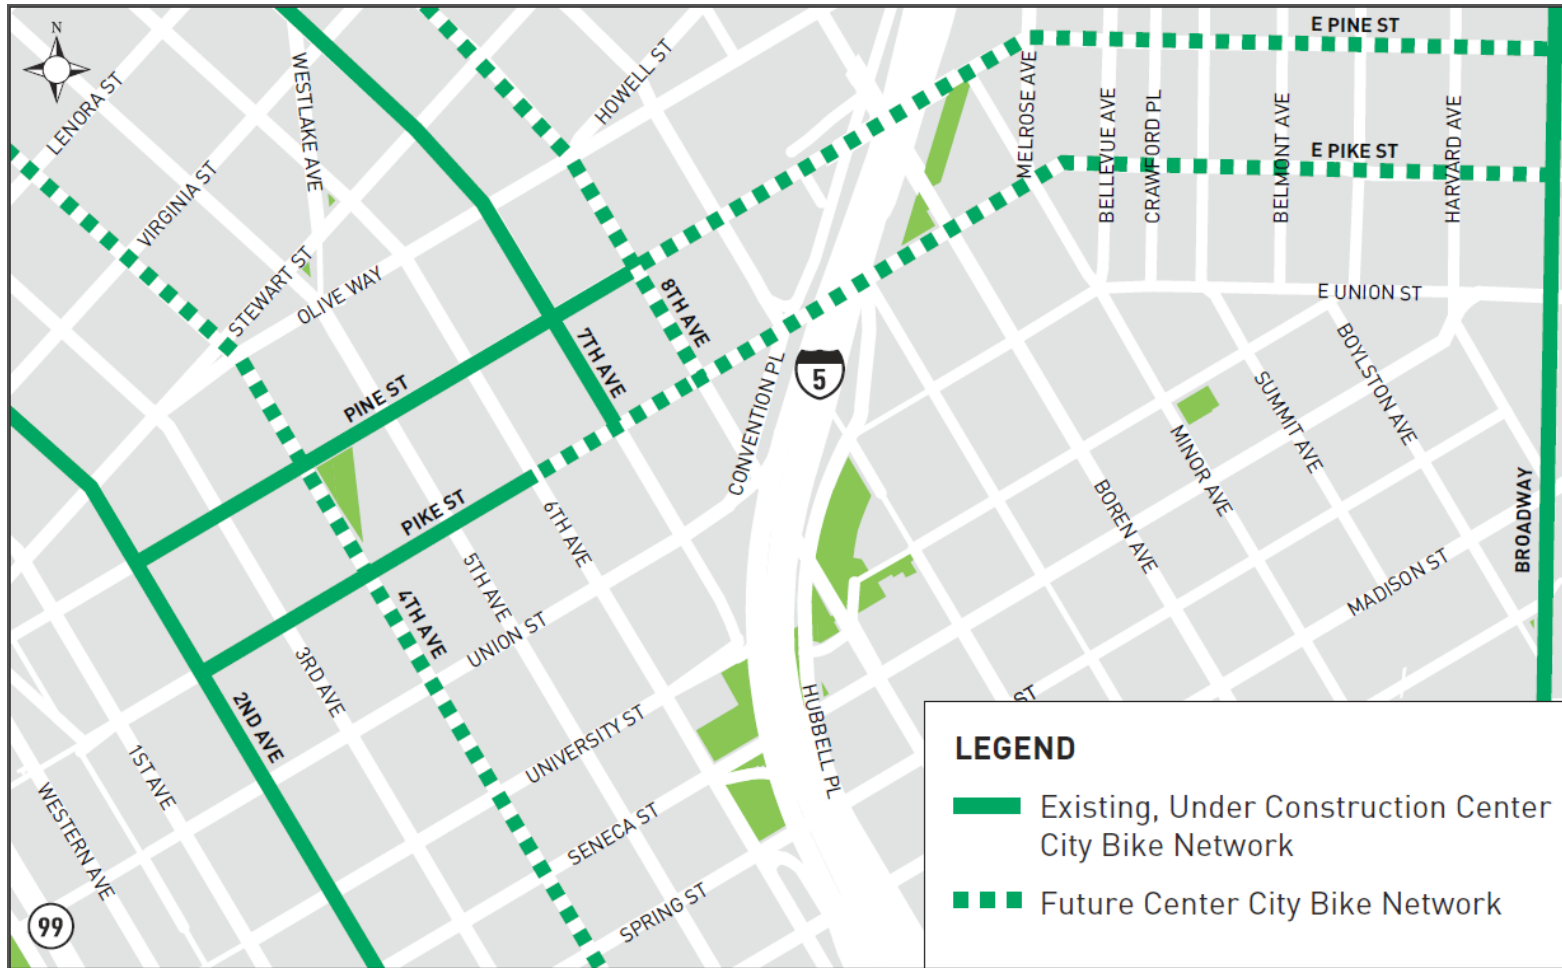 N
E PINE ST
HOWELL ST
WESTLAKE AVE
LENORA ST
MELROSE AVE
BELLEVUE AVE
CRAWFORD PL
BELMONT AVE
HARVARD AVE
E PIKE ST
VIRGINIA ST
STEWART ST
OLIVE WAY
8TH AVE
E UNION ST
7TH AVE
5
BOYLSTON AVE
PINE ST
CONVENTION PL
SUMMIT AVE
MINOR AVE
BROADWAY
PIKE ST
6TH AVE
BOREN AVE
5TH AVE
4TH AVE
MADISON ST
UNION ST
3RD AVE
2ND AVE
ST
HUBBELL PL
UNIVERSITY ST
1ST AVE
WESTERN AVE
SENECA ST
SPRING ST
99
LEGEND
Existing, Under Construction Center
City Bike Network
Future Center City Bike Network